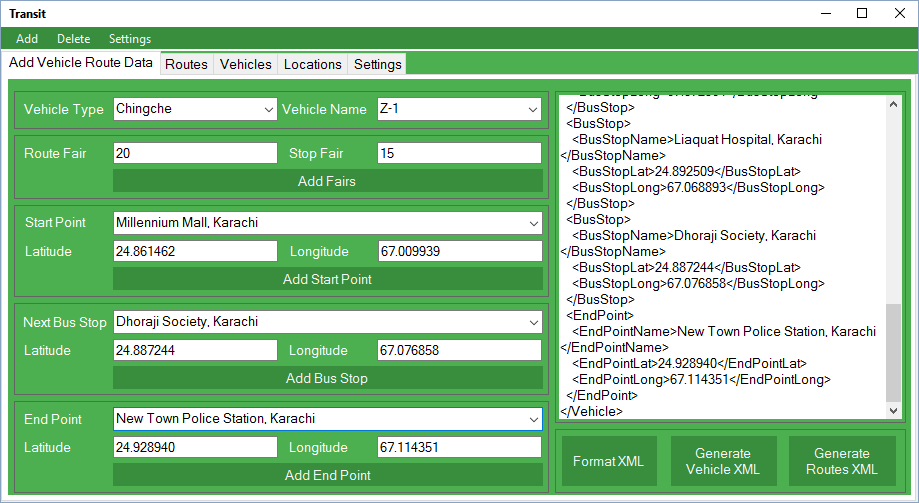 Transit
Add Delete Settings
Add Vehicle Route Data Routes Vehicles Locations Settings
Vehicle Type Chingche Vehicle Name Z-1
Route Fair 20 Stop Fair 15
Add Fairs
Start Point Millennium Mall, Karachi
Latitude 24.861462 Longitude 67.009939
Add Start Point
Next Bus Stop Dhoraji Society, Karachi
Latitude 24.887244 Longitude 67.076858
Add Bus Stop
End Point New Town Police Station, Karachi
Latitude 24.928940 Longitude 67.114351
Add End Point
</BusStop>
<BusStop>
<BusStopName>Liaquat Hospital, Karachi
</BusStopName>
<BusStopLat>24.892509</BusStopLat>
<BusStopLong>67.068893</BusStopLong>
</BusStop>
<BusStop>
<BusStopName>Dhoraji Society, Karachi
</BusStopName>
<BusStopLat>24.887244</BusStopLat>
<BusStopLong>67.076858</BusStopLong>
</BusStop>
<EndPoint>
<EndPointName>New Town Police Station, Karachi
</EndPointName>
<EndPointLat>24.928940</EndPointLat>
<EndPointLong>67.114351</EndPointLong>
</EndPoint>
</Vehicle>
Format XML
Generate
Vehicle XML
Generate
Routes XML